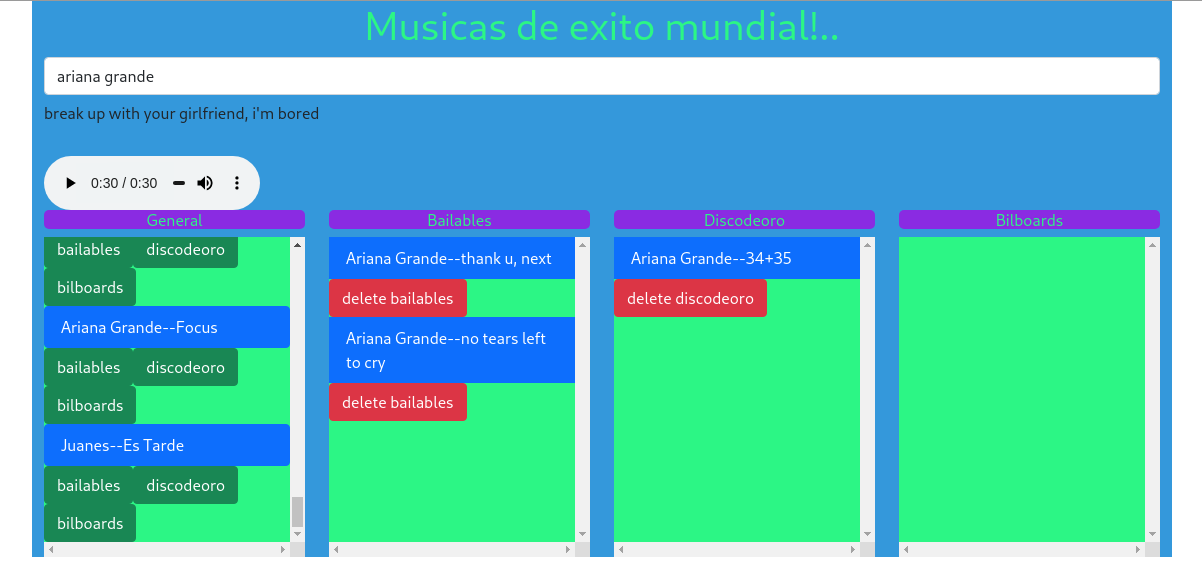 Musicas de exito mundial!..
ariana grande
break up with your girlfriend, i'm bored
0:30 / 0:30
General
bailables discodeoro
bilboards
Ariana Grande--Focus
bailables discodeoro
bilboards
Juanes--Es Tarde
bailables discodeoro
bilboards
Bailables
Ariana Grande--thank u, next
delete bailables
Ariana Grande--no tears left
to cry
delete bailables
Discodeoro
Ariana Grande--34+35
delete discodeoro
Bilboards